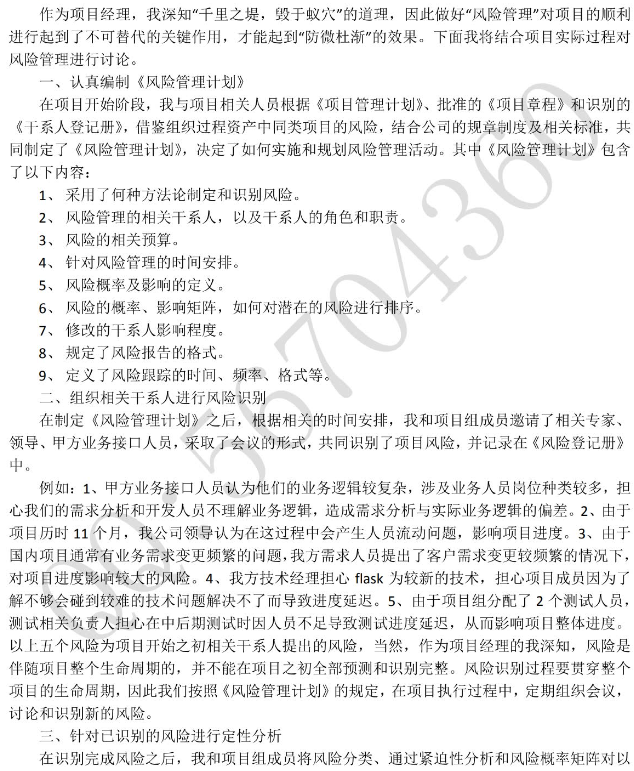 作为项目经理，我深知“千里之堤，毁于蚁穴”的道理，因此做好“风险管理”对项目的顺利
进行起到了不可替代的关键作用，才能起到“防微杜渐”的效果。下面我将结合项目实际过程对
风险管理进行讨论。
一、认真编制《风险管理计划》
在项目开始阶段，我与项目相关人员根据《项目管理计划》、批准的《项目章程》和识别的
《干系人登记册》，借鉴组织过程资产中同类项目的风险，结合公司的规章制度及相关标准，共
同制定了《风险管理计划》，决定了如何实施和规划风险管理活动。其中《风险管理计划》包含
了以下内容：
1、 采用了何种方法论制定和识别风险。
2、 风险管理的相关干系人，以及干系人的角色和职责。
3、 风险的相关预算。
4、 针对风险管理的时间安排。
5、 风险概率及影响的定义。
6、 风险的概率、影响矩阵，如何对潜在的风险进行排序。
7、 修改的干系人影响程度。
8、 规定了风险报告的格式。
9、 定义了风险跟踪的时间、频率、格式等。
二、组织相关干系人进行风险识别
在制定《风险管理计划》之后，根据相关的时间安排，我和项目组成员邀请了相关专家、
领导、甲方业务接口人员，采取了会议的形式，共同识别了项目风险，并记录在《风险登记册》
中。
例如：1、甲方业务接口人员认为他们的业务逻辑较复杂，涉及业务人员岗位种类较多，担
心我们的需求分析和开发人员不理解业务逻辑，造成需求分析与实际业务逻辑的偏差。2、由于
项目历时 11 个月，我公司领导认为在这过程中会产生人员流动问题，影响项目进度。3、由于
国内项目通常有业务需求变更频繁的问题，我方需求人员提出了客户需求变更较频繁的情况下，
对项目进度影响较大的风险。4、我方技术经理担心 flask 为较新的技术，担心项目成员因为了
解不够会碰到较难的技术问题解决不了而导致进度延迟。5、由于项目组分配了 2 个测试人员，
测试相关负责人担心在中后期测试时因人员不足导致测试进度延迟，从而影响项目整体进度。
以上五个风险为项目开始之初相关干系人提出的风险，当然，作为项目经理的我深知，风险是
伴随项目整个生命周期的，并不能在项目之初全部预测和识别完整。风险识别过程要贯穿整个
项目的生命周期，因此我们按照《风险管理计划》的规定，在项目执行过程中，定期组织会议，
讨论和识别新的风险。
三、针对已识别的风险进行定性分析
在识别完成风险之后，我和项目组成员将风险分类、通过紧迫性分析和风险概率矩阵对以
QQ:56704360